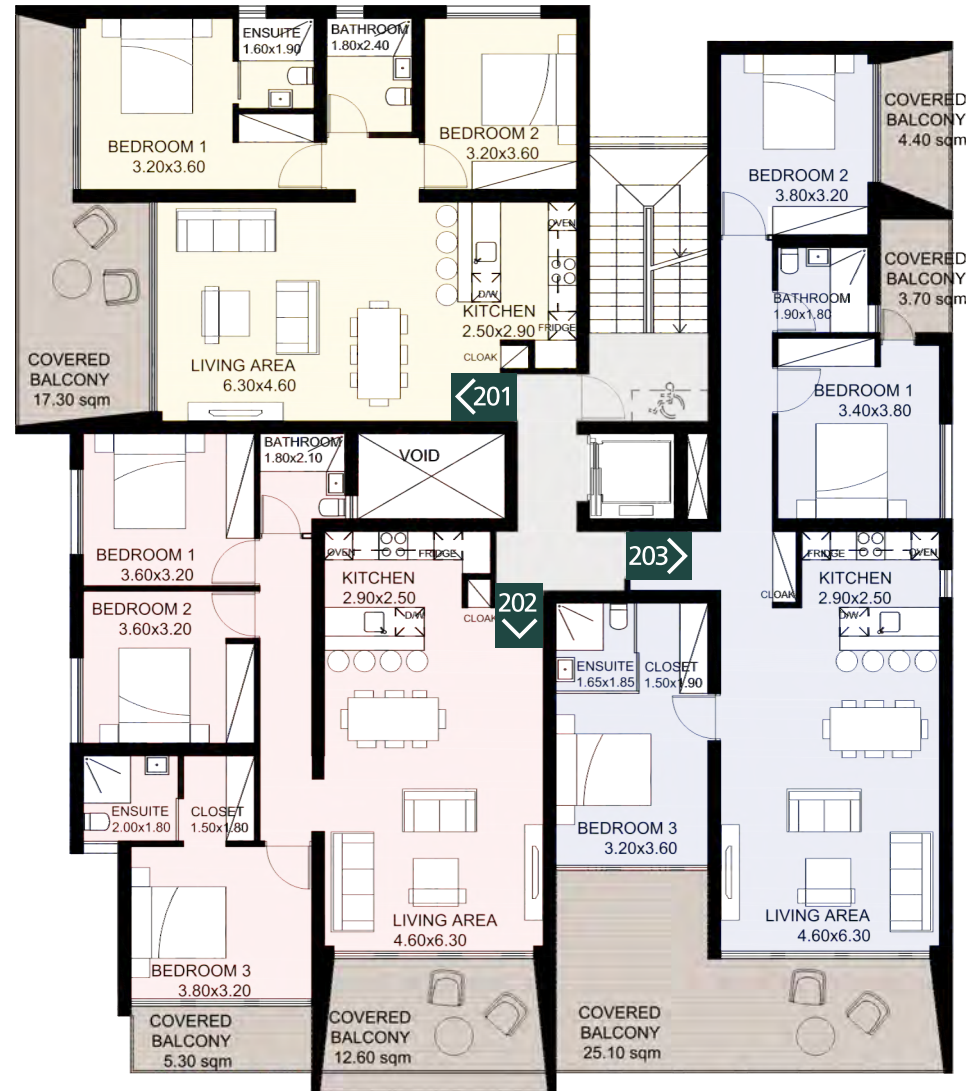 ENSUITE
1.60x1.90
BATHROOM
1.80x2.40
BEDROOM 1
3.20x3.60
BEDROOM 2
3.20x3.60
OVEN
D/W
KITCHEN
2.50x2.90
FRIDGE
CLOAK
LIVING AREA
6.30x4.60
COVERED
BALCONY
17.30 sqm
201
COVERED
BALCONY
4.40 sqm
BEDROOM 2
3.80x3.20
COVERED
BALCONY
3.70 sqm
BATHROOM
1.90x1.80
BEDROOM 1
3.40x3.80
BATHROOM
1.80x2.10
VOID
BEDROOM 1
3.60x3.20
OVEN
FRIDGE
KITCHEN
2.90x2.50
D/W
CLOAK
202
203
FRIDGE
OVEN
CLOAK
KITCHEN
2.90x2.50
D/W
BEDROOM 2
3.60x3.20
ENSUITE
1.65x1.85
CLOSET
1.50x1.90
ENSUITE
2.00x1.80
CLOSET
1.50x1.80
BEDROOM 3
3.20x3.60
LIVING AREA
4.60x6.30
LIVING AREA
4.60x6.30
BEDROOM 3
3.80x3.20
COVERED
BALCONY
5.30 sqm
COVERED
BALCONY
12.60 sqm
COVERED
BALCONY
25.10 sqm